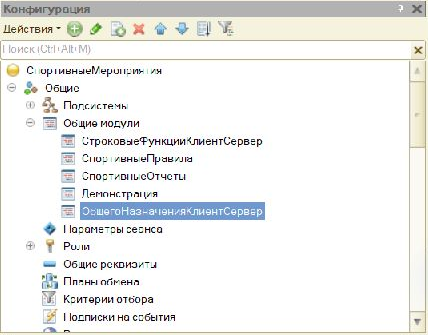 Конфигурация
Действия
Поиск (Ctrl+Alt+M)
СпортивныеМероприятия
Общие
Подсистемы
Общие модули
СтроковыеФункцииКлиентСервер
СпортивныеПравила
СпортивныеОтчеты
Демонстрация
ОбщегоНазначенияКлиентСервер
Параметры сеанса
Роли
Общие реквизиты
Планы обмена
Критерии отбора
Подписки на события